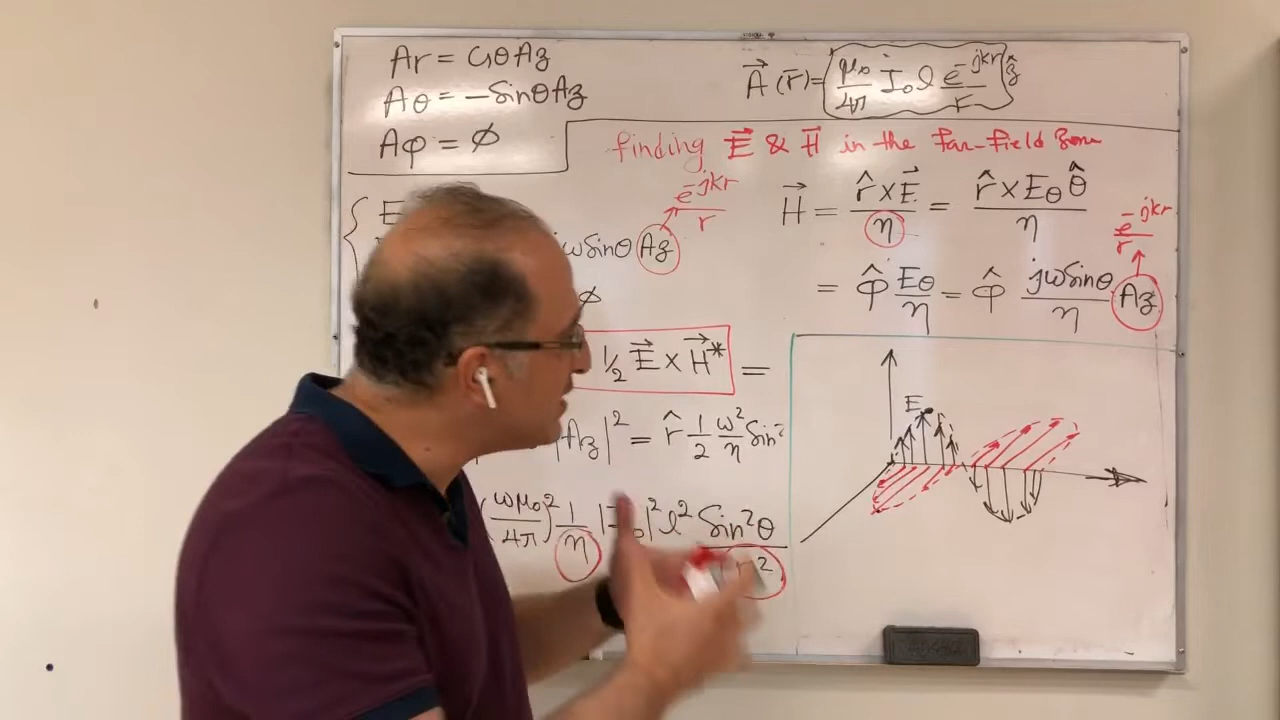 Ar = CosθAz
Aθ = -SinθAz
Aφ = ∅
A⃗ (r̄) = μ₀/4π I₀ l e^-jkr/r ẑ
finding E⃗ & H⃗ in the far-field Zone
E
jωSinθ Az
e^-jkr/r
∅
H⃗ = r̂ x E⃗ / η = r̂ x Eθ θ̂ / η
= φ̂ Eθ/η = φ̂ jωSinθ/η Az
e^-jkr/r
½ E⃗ x H⃗* =
|Az|² = r̂ 1/2 ω²/η Sin²
(ωμ₀/4π)² 1/η |I₀|² l² Sin²θ/r²
E